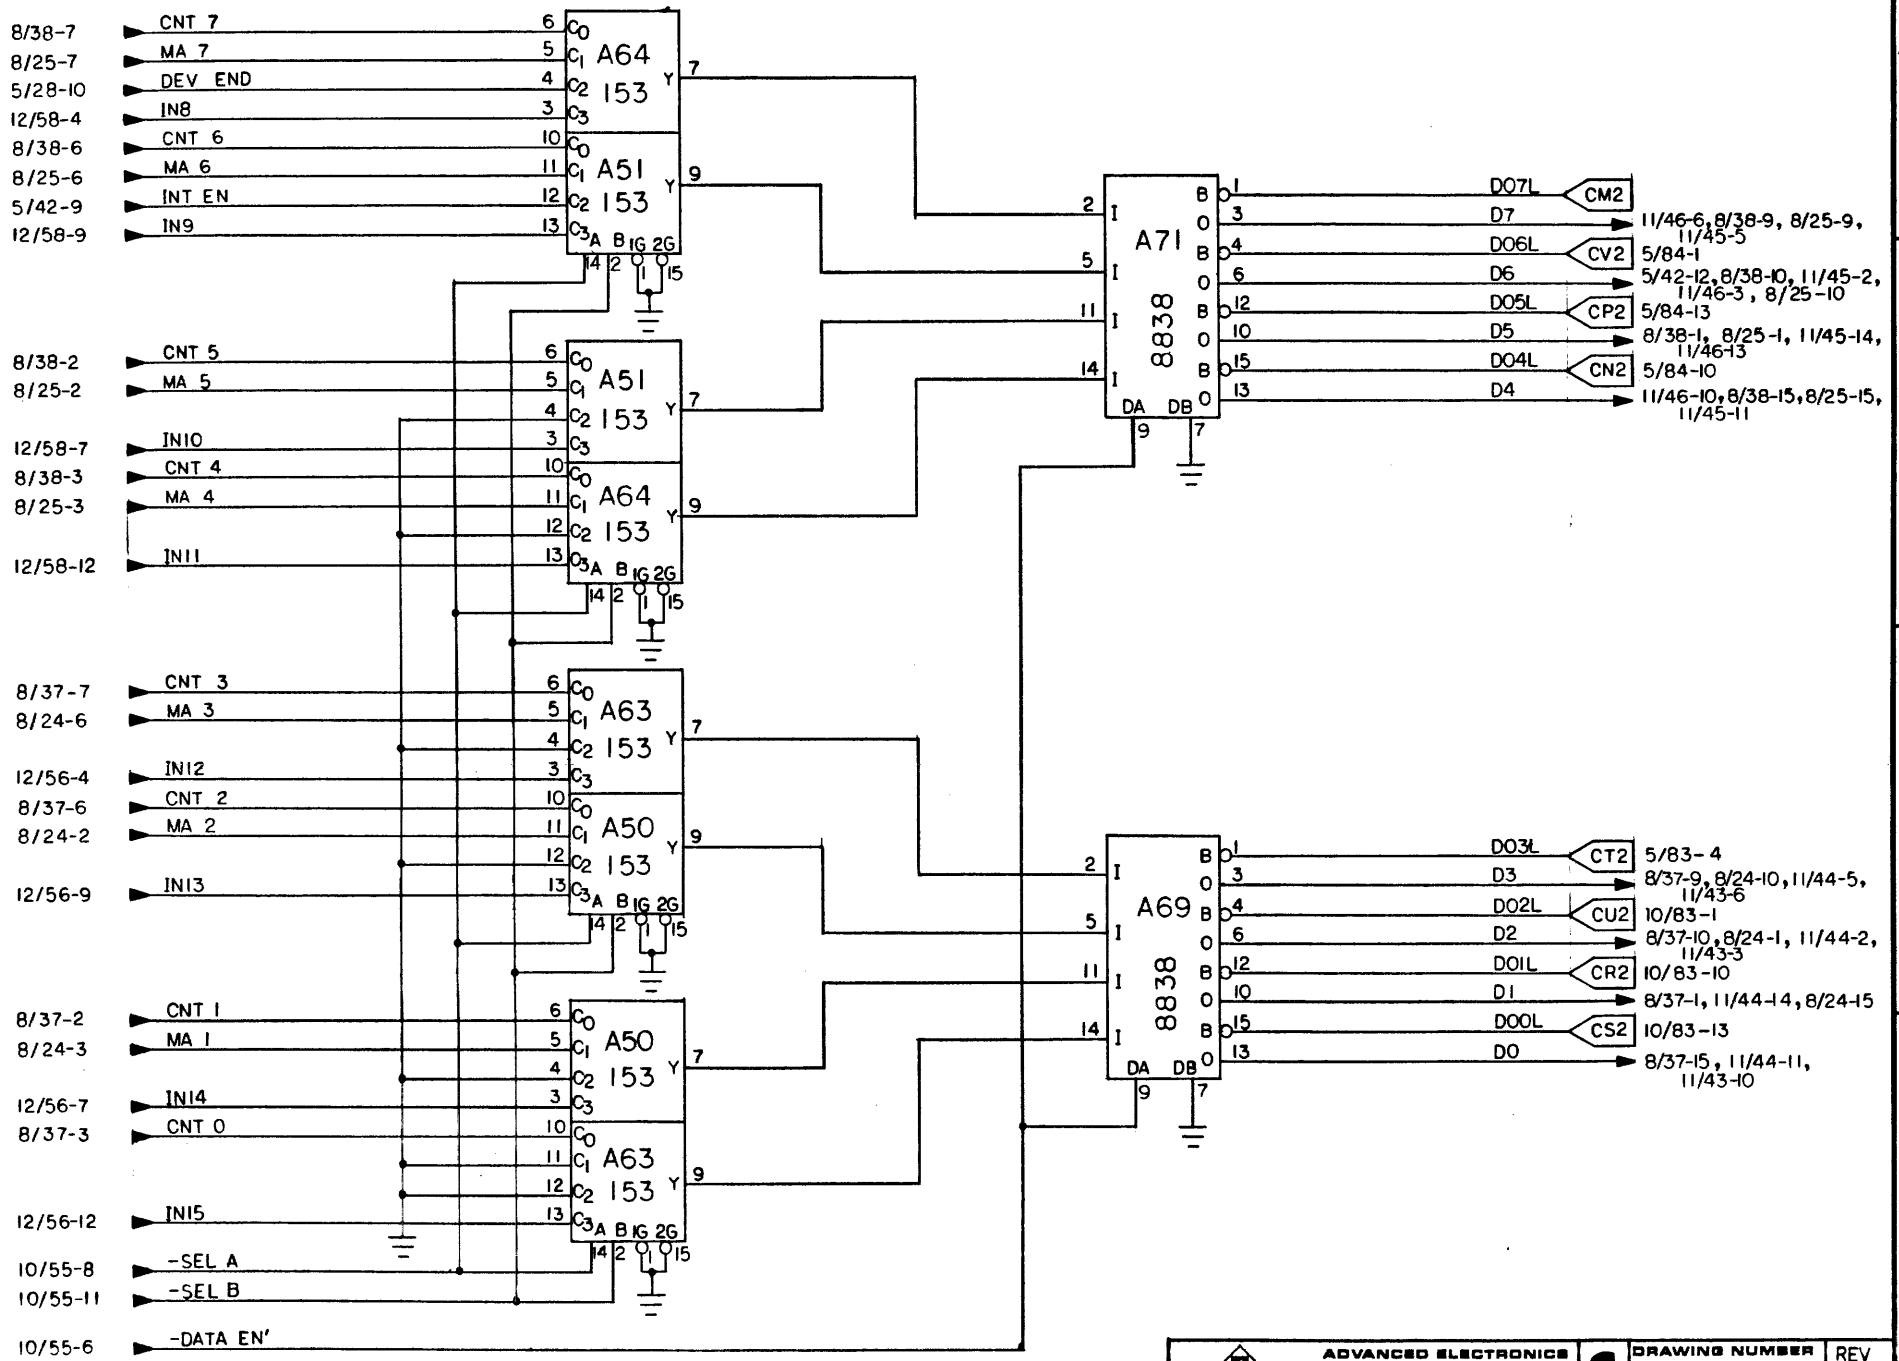 8/38-7 CNT 7 6 C0
8/25-7 MA 7 5 C1 A64
5/28-10 DEV END 4 C2 153 Y 7
12/58-4 IN8 3 C3
8/38-6 CNT 6 10 C0
8/25-6 MA 6 11 C1 A51
5/42-9 INT EN 12 C2 153 Y 9
12/58-9 IN9 13 C3
A B 1G 2G
14 2 1 15
8/38-2 CNT 5 6 C0
8/25-2 MA 5 5 C1 A51
4 C2 153 Y 7
12/58-7 IN10 3 C3
8/38-3 CNT 4 10 C0
8/25-3 MA 4 11 C1 A64
12 C2 153 Y 9
12/58-12 IN11 13 C3
A B 1G 2G
14 2 1 15
8/37-7 CNT 3 6 C0
8/24-6 MA 3 5 C1 A63
4 C2 153 Y 7
12/56-4 IN12 3 C3
8/37-6 CNT 2 10 C0
8/24-2 MA 2 11 C1 A50
12 C2 153 Y 9
12/56-9 IN13 13 C3
A B 1G 2G
14 2 1 15
8/37-2 CNT 1 6 C0
8/24-3 MA 1 5 C1 A50
4 C2 153 Y 7
12/56-7 IN14 3 C3
8/37-3 CNT 0 10 C0
11 C1 A63
12 C2 153 Y 9
12/56-12 IN15 13 C3
A B 1G 2G
14 2 1 15
10/55-8 -SEL A
10/55-11 -SEL B
10/55-6 -DATA EN'
A71
8838
2 I
5 I
11 I
14 I
DA DB
9 7
B 1 D07L CM2
O 3 D7 11/46-6, 8/38-9, 8/25-9,
11/45-5
B 4 D06L CV2 5/84-1
O 6 D6 5/42-12, 8/38-10, 11/45-2,
11/46-3, 8/25-10
B 12 D05L CP2 5/84-13
O 10 D5 8/38-1, 8/25-1, 11/45-14,
11/46-13
B 15 D04L CN2 5/84-10
O 13 D4 11/46-10, 8/38-15, 8/25-15,
11/45-11
A69
8838
2 I
5 I
11 I
14 I
DA DB
9 7
B 1 D03L CT2 5/83-4
O 3 D3 8/37-9, 8/24-10, 11/44-5,
11/43-6
B 4 D02L CU2 10/83-1
O 6 D2 8/37-10, 8/24-1, 11/44-2,
11/43-3
B 12 D01L CR2 10/83-10
O 10 D1 8/37-1, 11/44-14, 8/24-15
B 15 D00L CS2 10/83-13
O 13 D0 8/37-15, 11/44-11,
11/43-10
ADVANCED ELECTRONICS
DRAWING NUMBER
REV